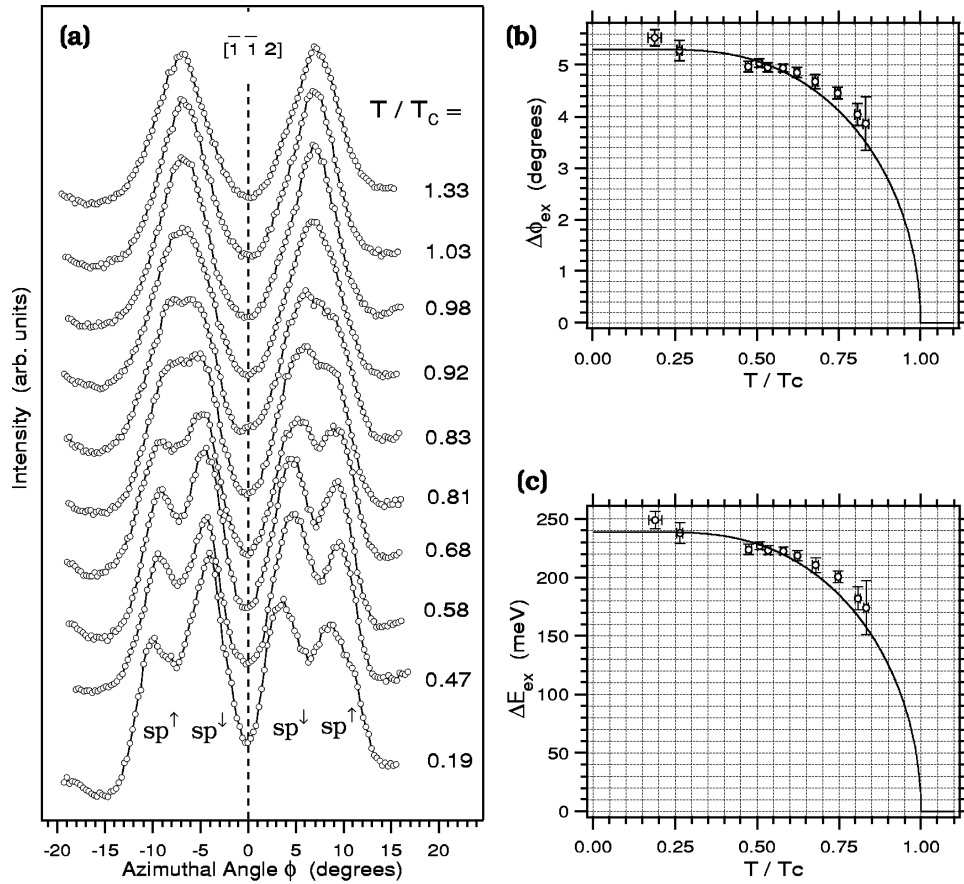 (a)
[1̄ 1̄ 2]
T / T_C =
1.33
1.03
0.98
0.92
0.83
0.81
0.68
0.58
0.47
0.19
sp↑ sp↓ sp↓ sp↑
Intensity (arb. units)
-20 -15 -10 -5 0 5 10 15 20
Azimuthal Angle ϕ (degrees)
(b)
5
4
3
2
1
0
Δϕ_ex (degrees)
0.00 0.25 0.50 0.75 1.00
T / Tc
(c)
250
200
150
100
50
0
ΔE_ex (meV)
0.00 0.25 0.50 0.75 1.00
T / Tc